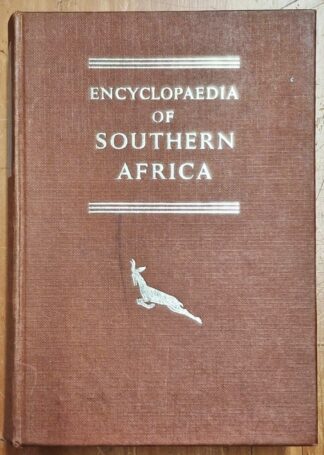 ENCYCLOPAEDIA
OF
SOUTHERN
AFRICA